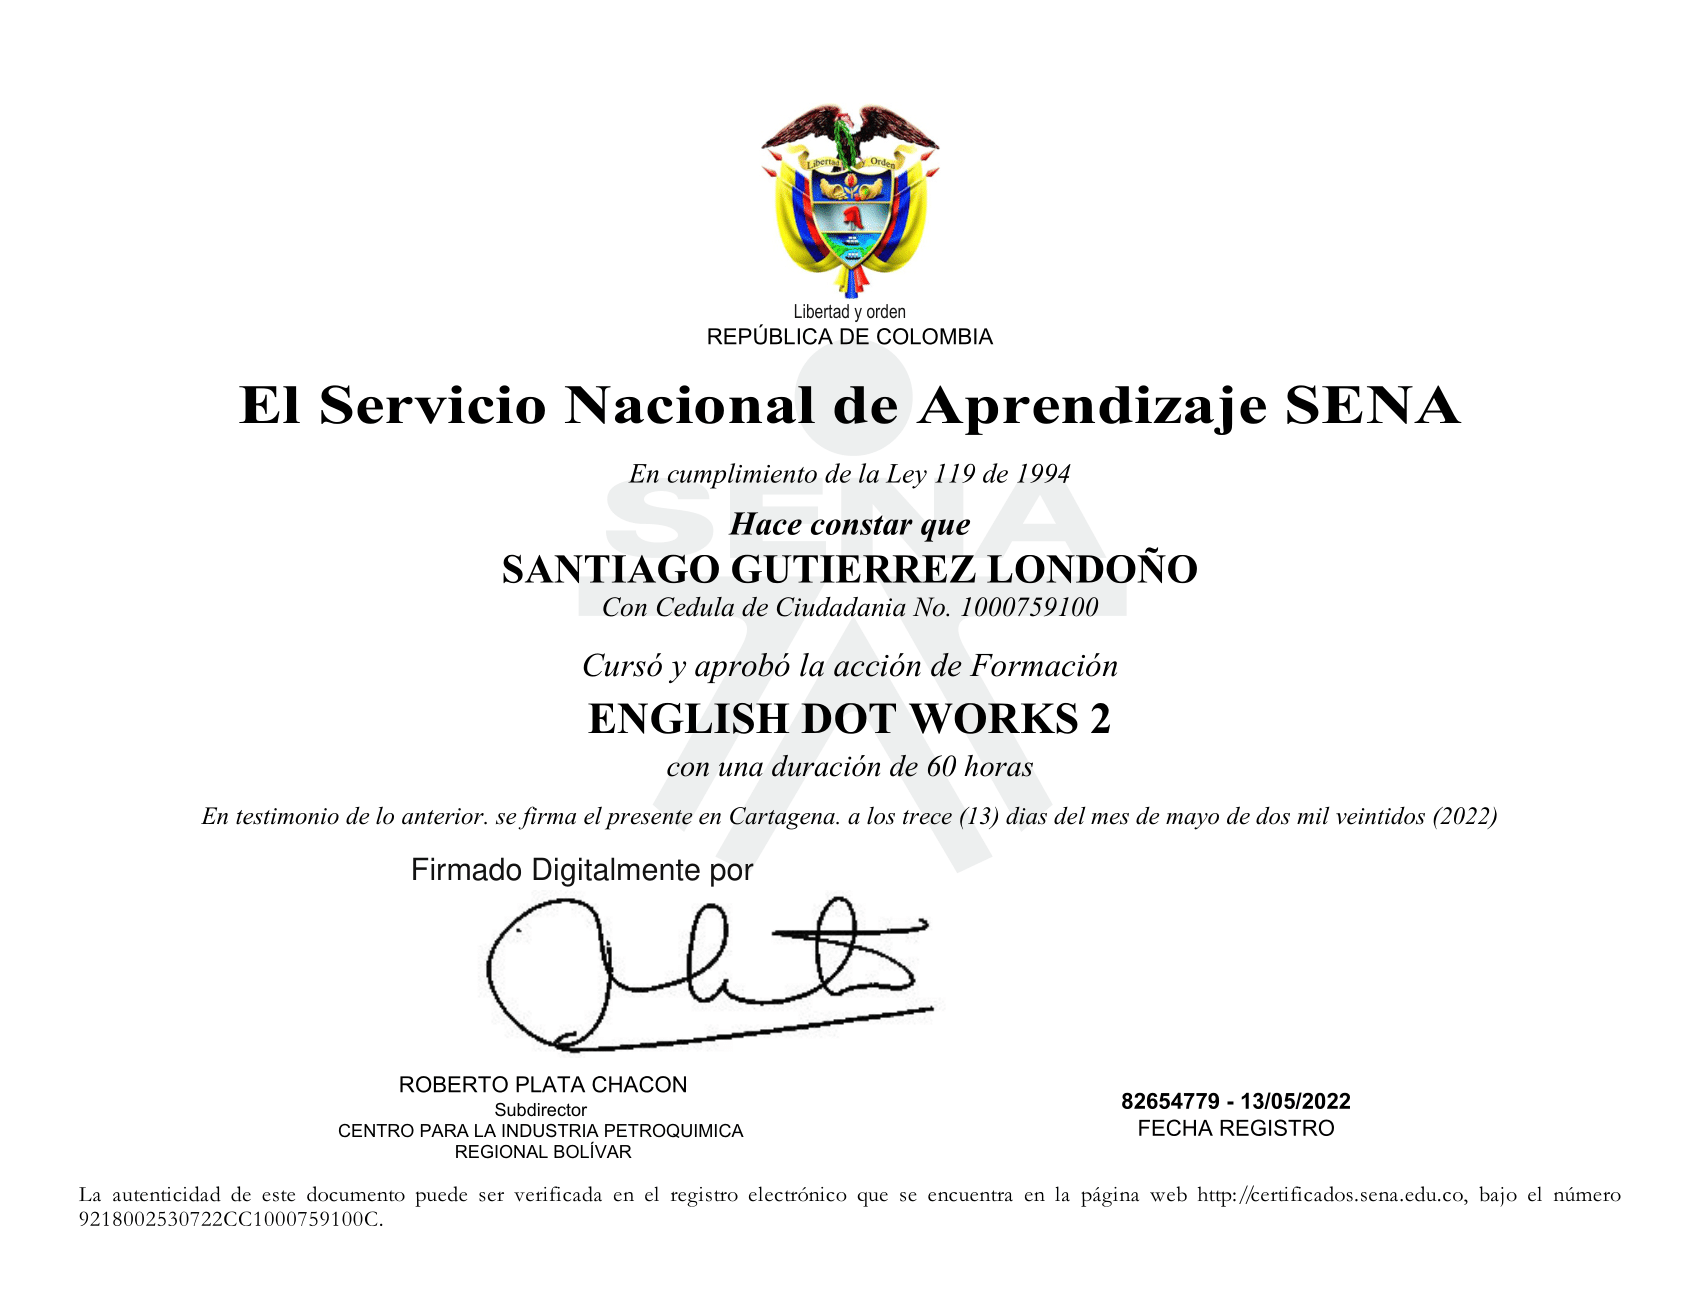 Libertad y Orden
Libertad y orden
REPÚBLICA DE COLOMBIA
El Servicio Nacional de Aprendizaje SENA
En cumplimiento de la Ley 119 de 1994
SENA
Hace constar que
SANTIAGO GUTIERREZ LONDOÑO
Con Cedula de Ciudadania No. 1000759100
Cursó y aprobó la acción de Formación
ENGLISH DOT WORKS 2
con una duración de 60 horas
En testimonio de lo anterior. se firma el presente en Cartagena. a los trece (13) dias del mes de mayo de dos mil veintidos (2022)
Firmado Digitalmente por
ROBERTO PLATA CHACON
Subdirector
CENTRO PARA LA INDUSTRIA PETROQUIMICA
REGIONAL BOLÍVAR
82654779 - 13/05/2022
FECHA REGISTRO
La autenticidad de este documento puede ser verificada en el registro electrónico que se encuentra en la página web http://certificados.sena.edu.co, bajo el número
9218002530722CC1000759100C.